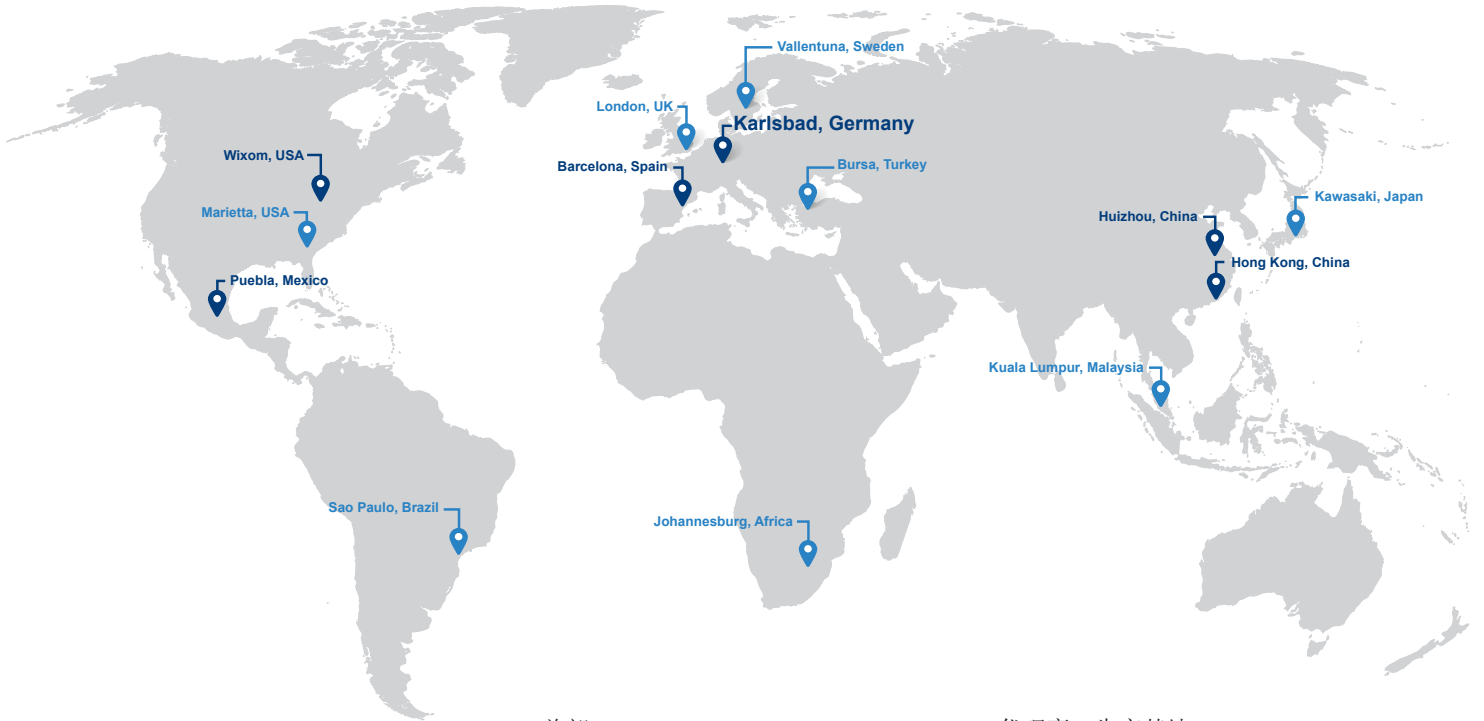 Vallentuna, Sweden
London, UK
Karlsbad, Germany
Wixom, USA
Barcelona, Spain
Bursa, Turkey
Marietta, USA
Kawasaki, Japan
Huizhou, China
Hong Kong, China
Puebla, Mexico
Kuala Lumpur, Malaysia
Sao Paulo, Brazil
Johannesburg, Africa